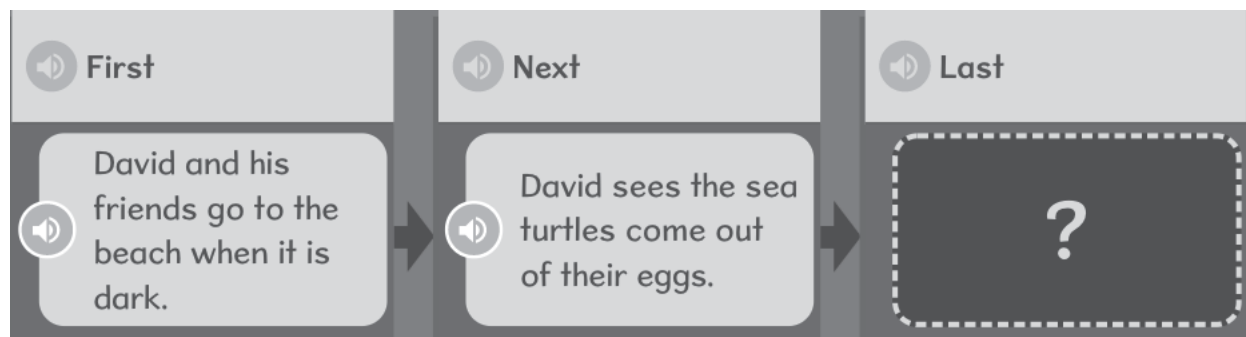 First
David and his
friends go to the
beach when it is
dark.
Next
David sees the sea
turtles come out
of their eggs.
Last
?